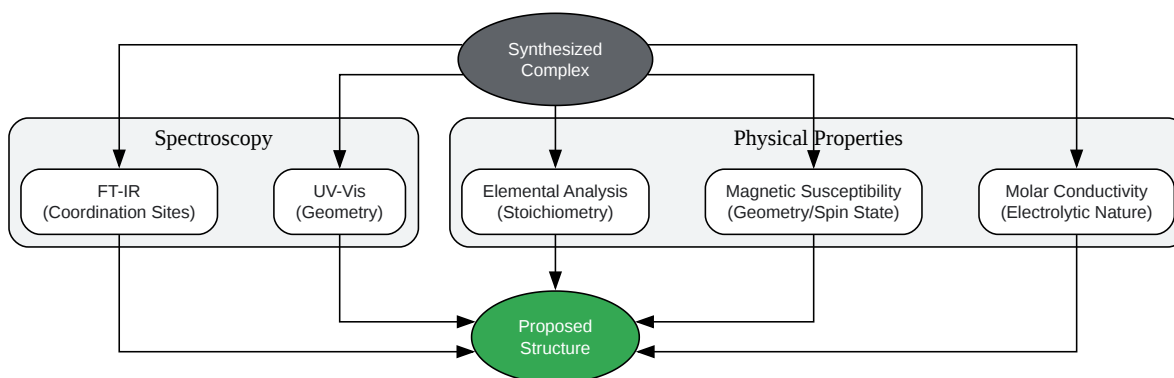 Synthesized
Complex
Spectroscopy
Physical Properties
FT-IR
(Coordination Sites)
UV-Vis
(Geometry)
Elemental Analysis
(Stoichiometry)
Magnetic Susceptibility
(Geometry/Spin State)
Molar Conductivity
(Electrolytic Nature)
Proposed
Structure